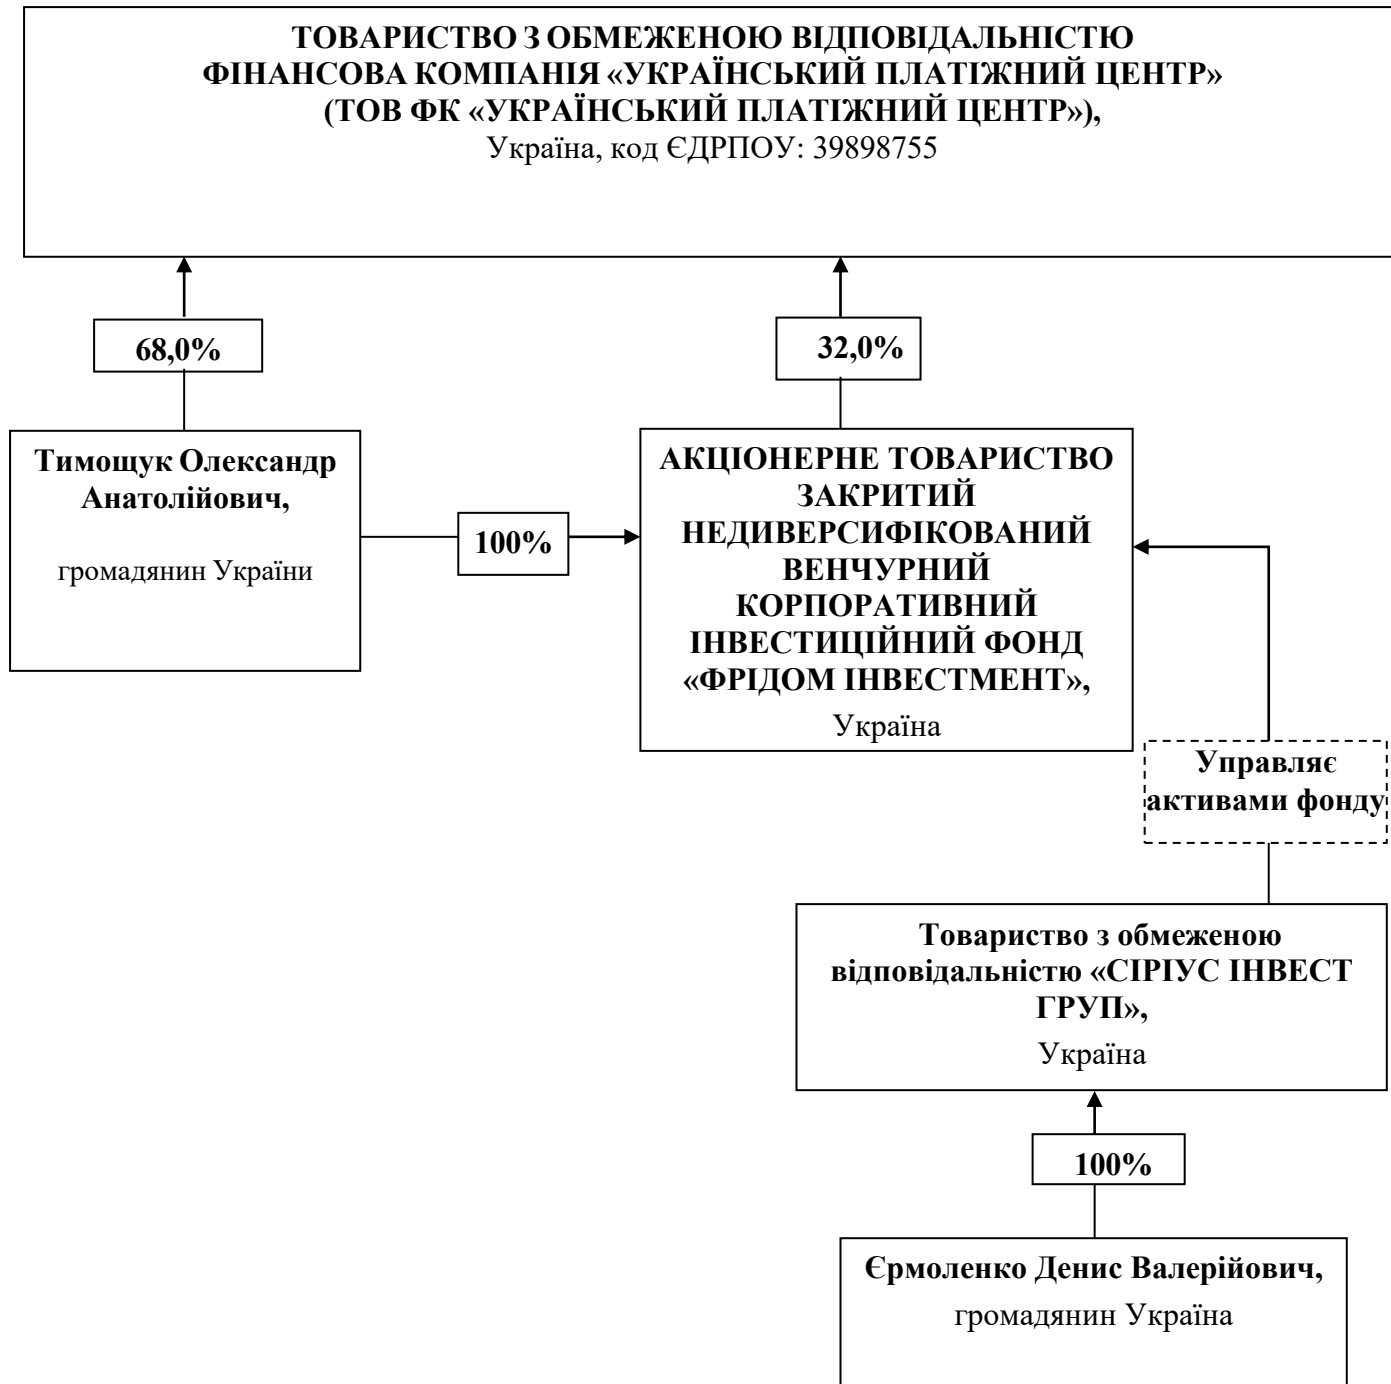 ТОВАРИСТВО З ОБМЕЖЕНОЮ ВІДПОВІДАЛЬНІСТЮ
ФІНАНСОВА КОМПАНІЯ «УКРАЇНСЬКИЙ ПЛАТІЖНИЙ ЦЕНТР»
(ТОВ ФК «УКРАЇНСЬКИЙ ПЛАТІЖНИЙ ЦЕНТР»),
Україна, код ЄДРПОУ: 39898755
68,0%
32,0%
Тимощук Олександр
Анатолійович,
громадянин України
100%
АКЦІОНЕРНЕ ТОВАРИСТВО
ЗАКРИТИЙ
НЕДИВЕРСИФІКОВАНИЙ
ВЕНЧУРНИЙ
КОРПОРАТИВНИЙ
ІНВЕСТИЦІЙНИЙ ФОНД
«ФРІДОМ ІНВЕСТМЕНТ»,
Україна
Управляє
активами фонду
Товариство з обмеженою
відповідальністю «СІРІУС ІНВЕСТ
ГРУП»,
Україна
100%
Єрмоленко Денис Валерійович,
громадянин Україна